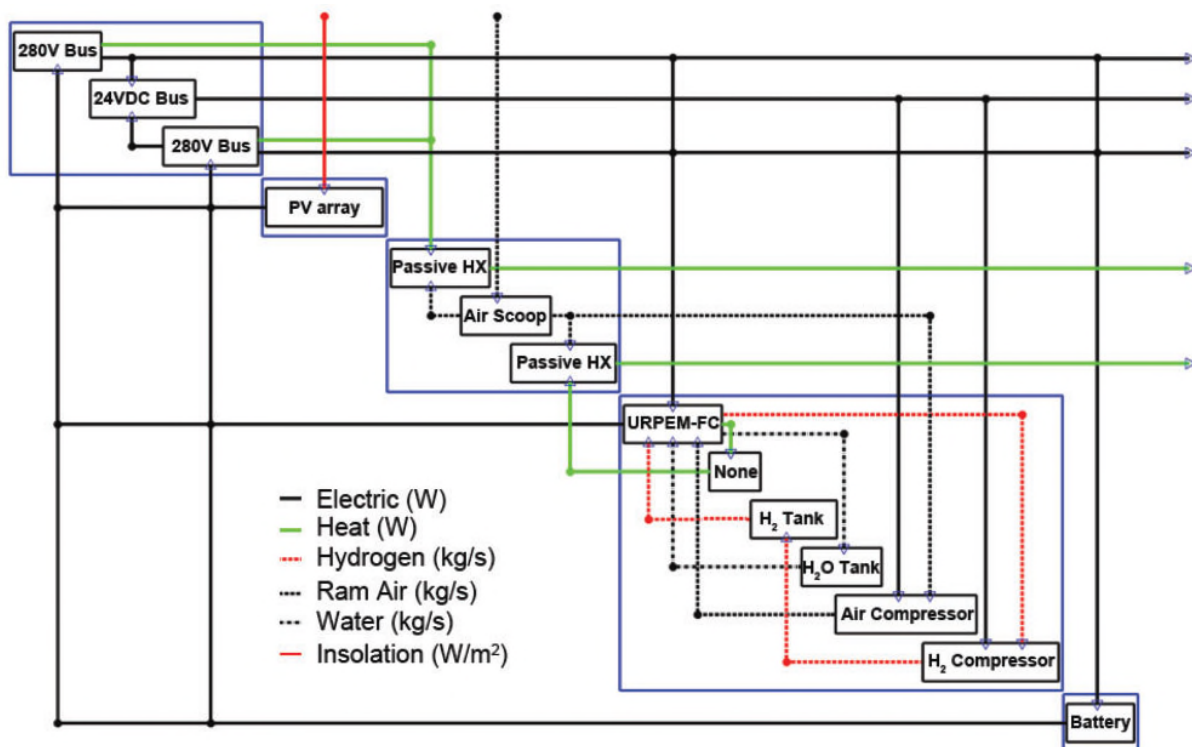 280V Bus
24VDC Bus
280V Bus
PV array
Passive HX
Air Scoop
Passive HX
URPEM-FC
None
H₂ Tank
H₂O Tank
Air Compressor
H₂ Compressor
Battery
Electric (W)
Heat (W)
Hydrogen (kg/s)
Ram Air (kg/s)
Water (kg/s)
Insolation (W/m²)